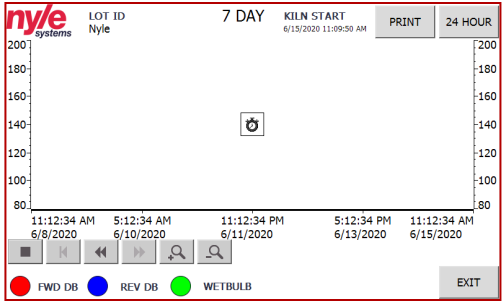 nyle
systems
LOT ID
Nyle
7 DAY
KILN START
6/15/2020 11:09:50 AM
PRINT
24 HOUR
200 200
180 180
160 160
140 140
120 120
100 100
80 80
11:12:34 AM 5:12:34 AM 11:12:34 PM 5:12:34 PM 11:12:34 AM
6/8/2020 6/10/2020 6/11/2020 6/13/2020 6/15/2020
FWD DB REV DB WETBULB
EXIT